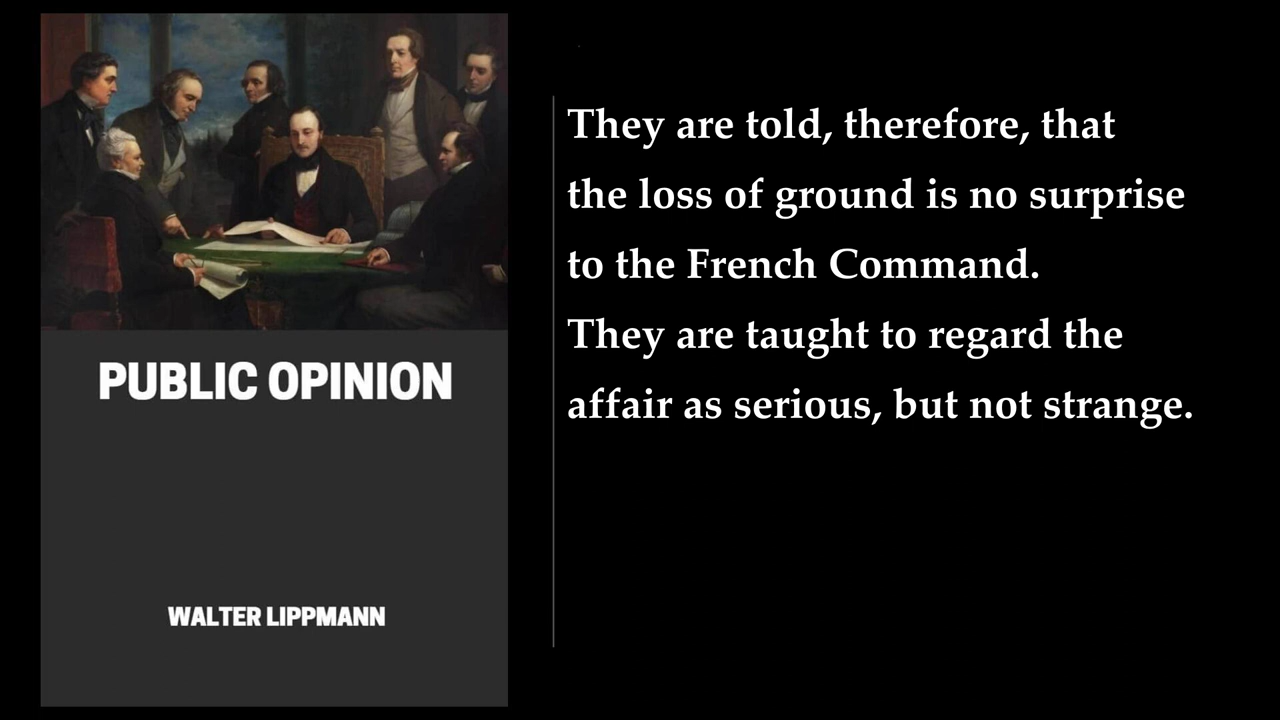 PUBLIC OPINION
WALTER LIPPMANN
They are told, therefore, that
the loss of ground is no surprise
to the French Command.
They are taught to regard the
affair as serious, but not strange.